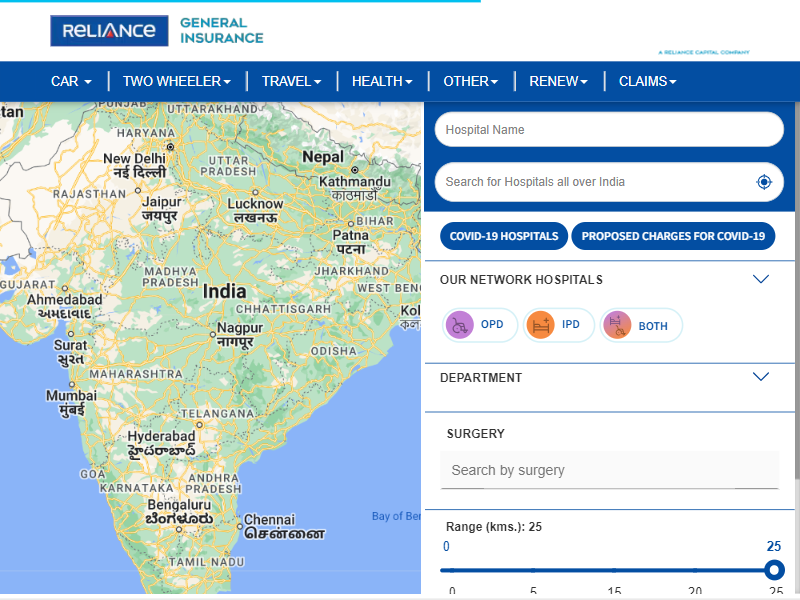 RELIANCE
GENERAL
INSURANCE
A RELIANCE CAPITAL COMPANY
CAR TWO WHEELER TRAVEL HEALTH OTHER RENEW CLAIMS
tan
PUNJAB
UTTARAKHAND
HARYANA
New Delhi
नई दिल्ली
UTTAR
PRADESH
Nepal
Kathmandu
काठमाडौं
RAJASTHAN
Jaipur
जयपुर
Lucknow
लखनऊ
BIHAR
Patna
पटना
GUJARAT
Ahmedabad
અમદાવાદ
MADHYA
PRADESH
JHARKHAND
India
WEST BEN
CHHATTISGARH
Kol
কল
Nagpur
नागपूर
Surat
સુરત
ODISHA
MAHARASHTRA
Mumbai
मुंबई
TELANGANA
Hyderabad
హైదరాబాద్
GOA
KARNATAKA
ANDHRA
PRADESH
Bengaluru
ಬೆಂಗಳೂರು
Chennai
சென்னை
Bay of Ben
TAMIL NADU
Hospital Name
Search for Hospitals all over India
COVID-19 HOSPITALS PROPOSED CHARGES FOR COVID-19
OUR NETWORK HOSPITALS
OPD IPD BOTH
DEPARTMENT
SURGERY
Search by surgery
Range (kms.): 25
0 25
0 5 15 20 25